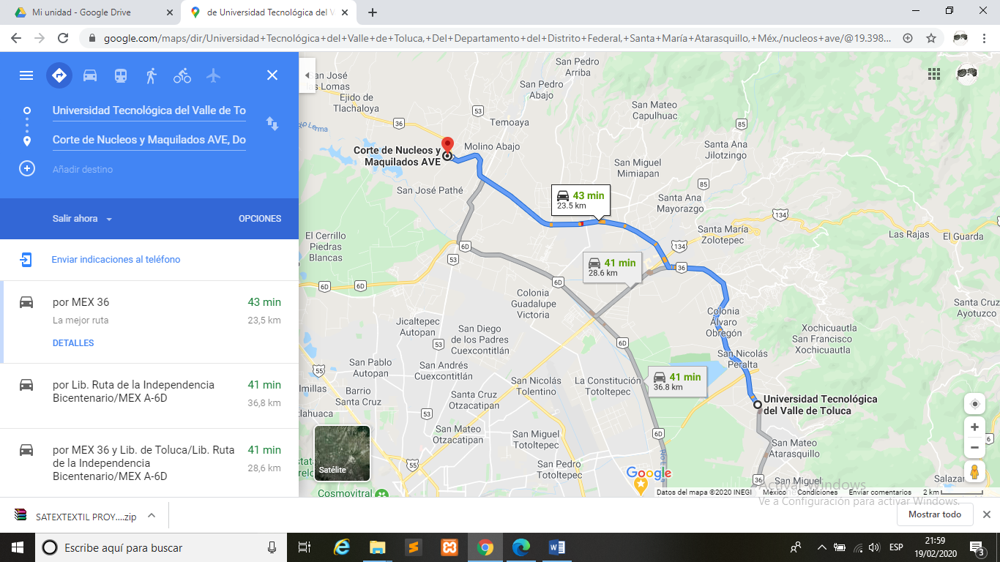 Mi unidad - Google Drive
de Universidad Tecnológica del V
google.com/maps/dir/Universidad+Tecnológica+del+Valle+de+Toluca,+Del+Departamento+del+Distrito+Federal,+Santa+María+Atarasquillo,+Méx./nucleos+ave/@19.398...
Universidad Tecnológica del Valle de To
Corte de Nucleos y Maquilados AVE, Do
Añadir destino
Salir ahora
OPCIONES
Enviar indicaciones al teléfono
por MEX 36
43 min
La mejor ruta
23,5 km
DETALLES
por Lib. Ruta de la Independencia
Bicentenario/MEX A-6D
41 min
36,8 km
por MEX 36 y Lib. de Toluca/Lib. Ruta
de la Independencia
Bicentenario/MEX A-6D
41 min
28,6 km
San Pedro
Arriba
an José
las Lomas
San Pedro
Abajo
Ejido de
Tlachaloya
53
San Mateo
Capulhuac
36
Temoaya
85
Río Lerma
Molino Abajo
Santa Ana
Jilotzingo
Corte de Nucleos y
Maquilados AVE
San Miguel
Mimiapan
85
San José Pathé
43 min
23.5 km
Santa Ana
Mayorazgo
134
134
Santa María
Zolotepec
Las Rajas
El Guarda
El Cerrillo
Piedras
Blancas
6D
53
134
41 min
28.6 km
36
6D
6D
6D
Colonia
Guadalupe
Victoria
Santa Cruz
Ayotuzco
Colonia
Álvaro
Obregón
Jicaltepec
Autopan
San Diego
de los Padres
Cuexcontitlán
Xochicuautla
San Francisco
Xochicuautla
53
6D
San Nicolás
Peralta
55
San Pablo
Autopan
San Andrés
Cuexcontitlán
41 min
36.8 km
milla​s
Barrio
Santa Cruz
San Nicolás
Tolentino
La Constitución
Totoltepec
Santa Cruz
Otzacatipan
Universidad Tecnológica
del Valle de Toluca
tlahuaca
53
San Mateo
Otzacatipan
San Miguel
Totoltepec
6D
San Mateo
Atarasquillo
Satélite
55
San Pedro
Totoltepec
Google
36
San Miguel
Salazar
Cosmovitral
Datos del mapa ©2020 INEGI
México
Condiciones
Enviar comentarios
2 km
Activar Windows
Ve a Configuración para activar Windows.
SATEXTEXTIL PROY....zip
Mostrar todo
Escribe aquí para buscar
ESP
21:59
19/02/2020
3